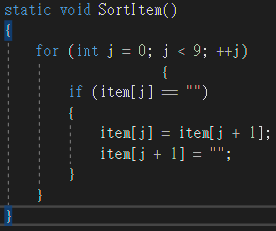 static void SortItem()
{
    for (int j = 0; j < 9; ++j)
                    {
        if (item[j] == "")
        {
            item[j] = item[j + 1];
            item[j + 1] = "";
        }
    }
}